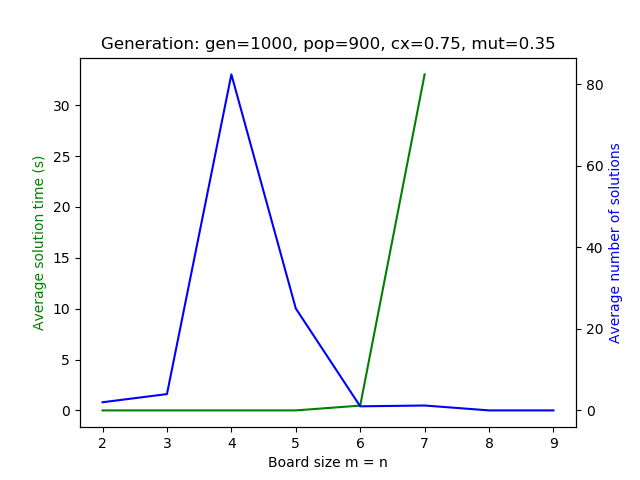 Generation: gen=1000, pop=900, cx=0.75, mut=0.35
Average solution time (s)
30
25
20
15
10
5
0
80
60
40
20
0
Average number of solutions
2 3 4 5 6 7 8 9
Board size m = n